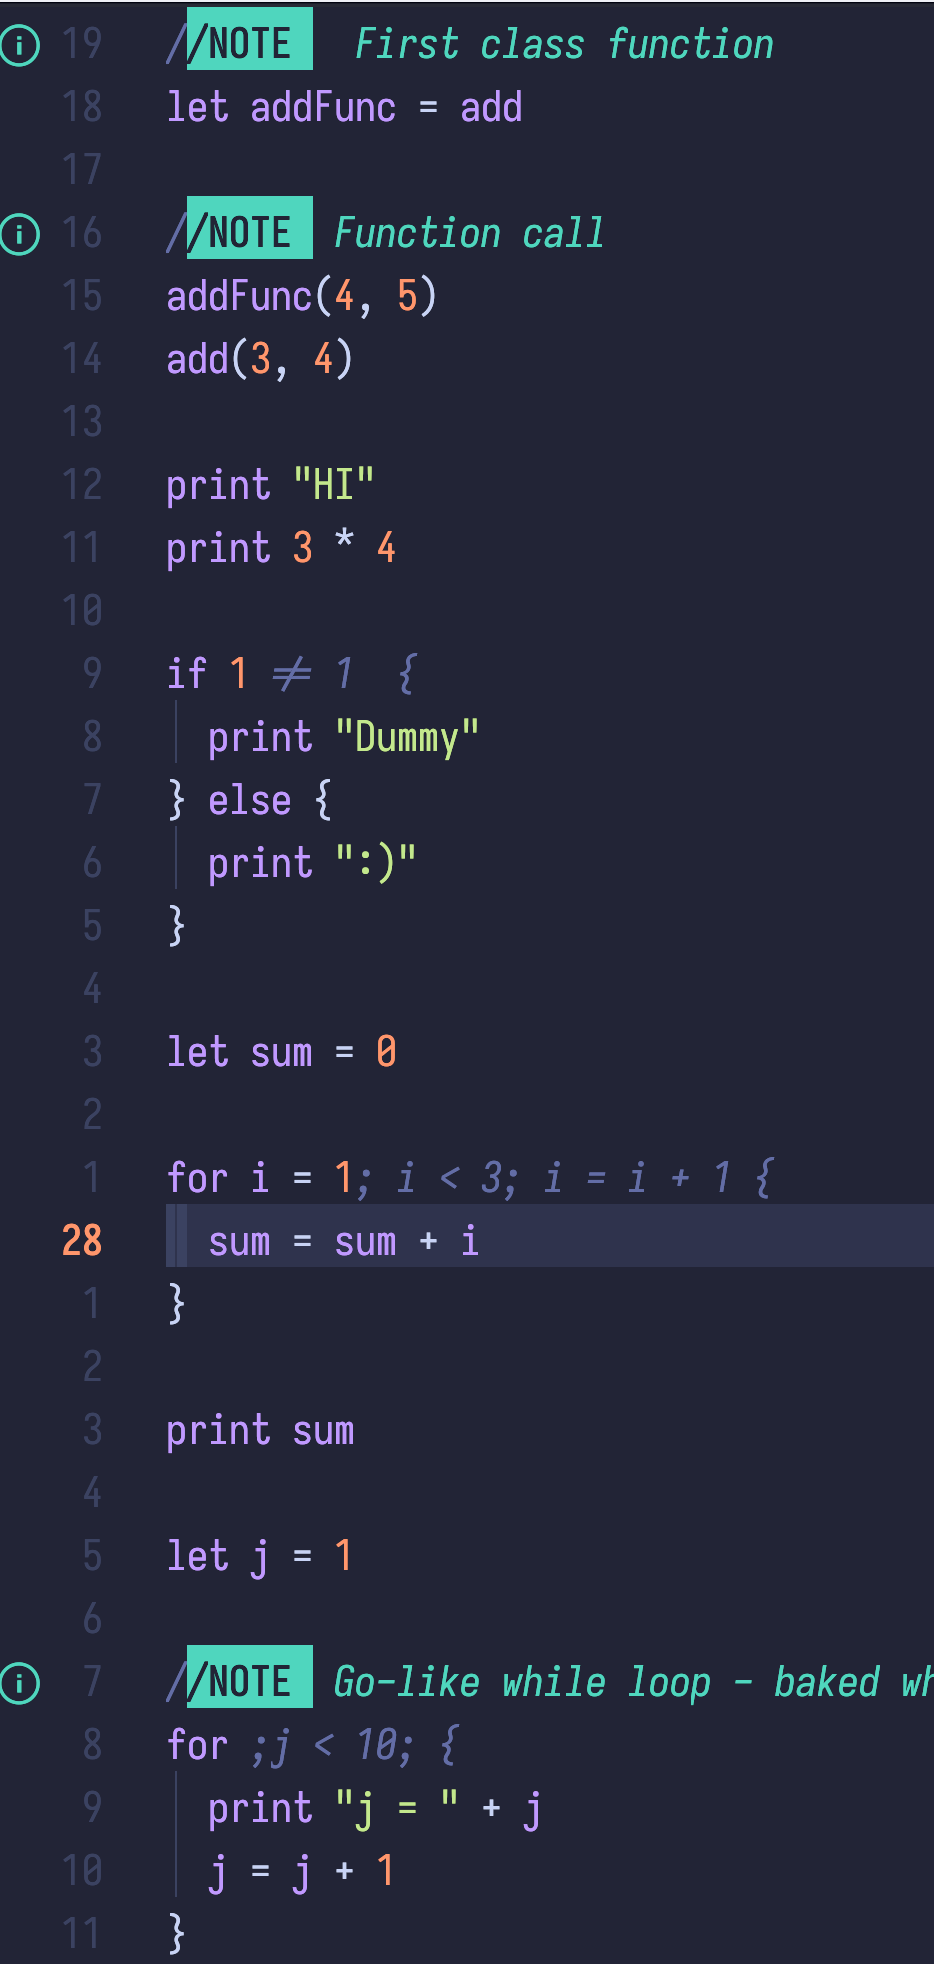 19 //NOTE First class function
18 let addFunc = add
17
16 //NOTE Function call
15 addFunc(4, 5)
14 add(3, 4)
13
12 print "HI"
11 print 3 * 4
10
9 if 1 ≠ 1 {
8 print "Dummy"
7 } else {
6 print ":)"
5 }
4
3 let sum = 0
2
1 for i = 1; i < 3; i = i + 1 {
28 sum = sum + i
1 }
2
3 print sum
4
5 let j = 1
6
7 //NOTE Go-like while loop - baked wh
8 for ;j < 10; {
9 print "j = " + j
10 j = j + 1
11 }